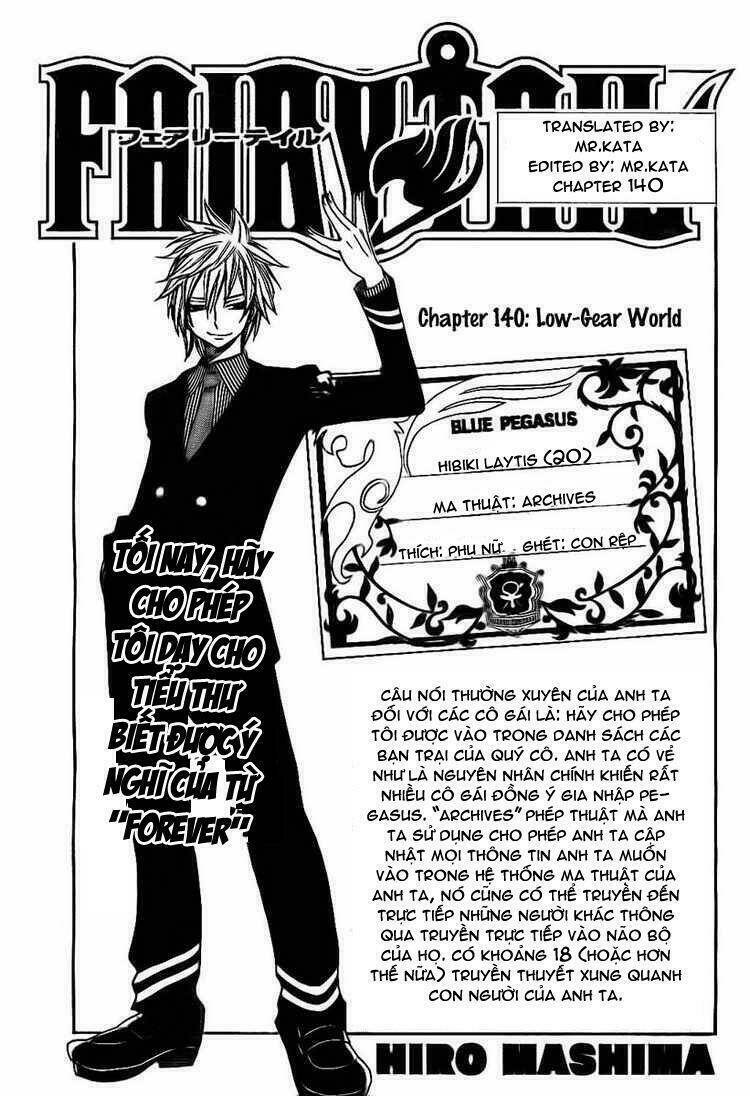 FAIRY TAIL
フェアリーテイル
TRANSLATED BY:
MR.KATA
EDITED BY: MR.KATA
CHAPTER 140
Chapter 140: Low-Gear World
BLUE PEGASUS
HIBIKI LAYTIS (20)
MA THUẬT: ARCHIVES
THÍCH: PHỤ NỮ. GHÉT: CON RỆP
TỐI NAY, HÃY
CHO PHÉP
TÔI DẠY CHO
TIỂU THƯ
BIẾT ĐƯỢC Ý
NGHĨ CỦA TỪ
"FOREVER".
CÂU NÓI THƯỜNG XUYÊN CỦA ANH TA
ĐỐI VỚI CÁC CÔ GÁI LÀ: HÃY CHO PHÉP
TÔI ĐƯỢC VÀO TRONG DANH SÁCH CÁC
BẠN TRAI CỦA QUÝ CÔ. ANH TA CÓ VẺ
NHƯ LÀ NGUYÊN NHÂN CHÍNH KHIẾN RẤT
NHIỀU CÔ GÁI ĐỒNG Ý GIA NHẬP PE-
GASUS. "ARCHIVES" PHÉP THUẬT MÀ ANH
TA SỬ DỤNG CHO PHÉP ANH TA CẬP
NHẬT MỌI THÔNG TIN ANH TA MUỐN
VÀO TRONG HỆ THỐNG MA THUẬT CỦA
ANH TA, NÓ CŨNG CÓ THỂ TRUYỀN ĐẾN
TRỰC TIẾP NHỮNG NGƯỜI KHÁC THÔNG
QUA TRUYỀN TRỰC TIẾP VÀO NÃO BỘ
CỦA HỌ. CÓ KHOẢNG 18 (HOẶC HƠN
THẾ NỮA) TRUYỀN THUYẾT XUNG QUANH
CON NGƯỜI CỦA ANH TA.
HIRO MASHIMA